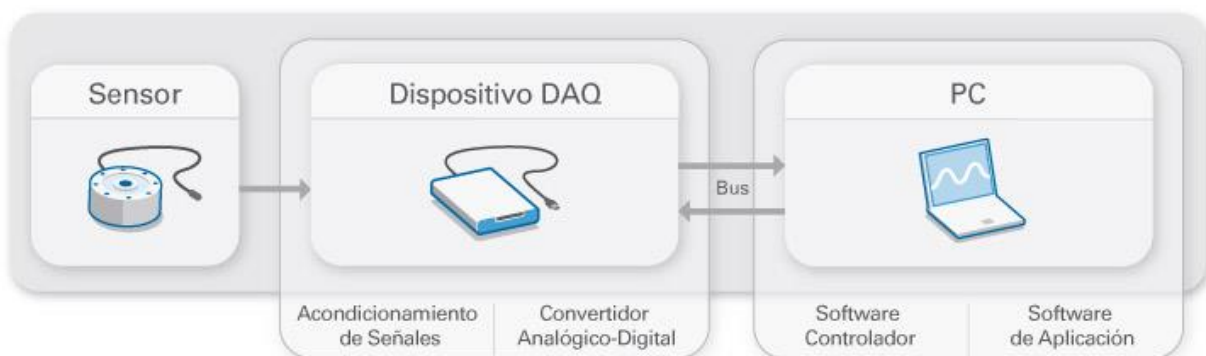 Sensor
Dispositivo DAQ
PC
Bus
Acondicionamiento
de Señales
Convertidor
Analógico-Digital
Software
Controlador
Software
de Aplicación